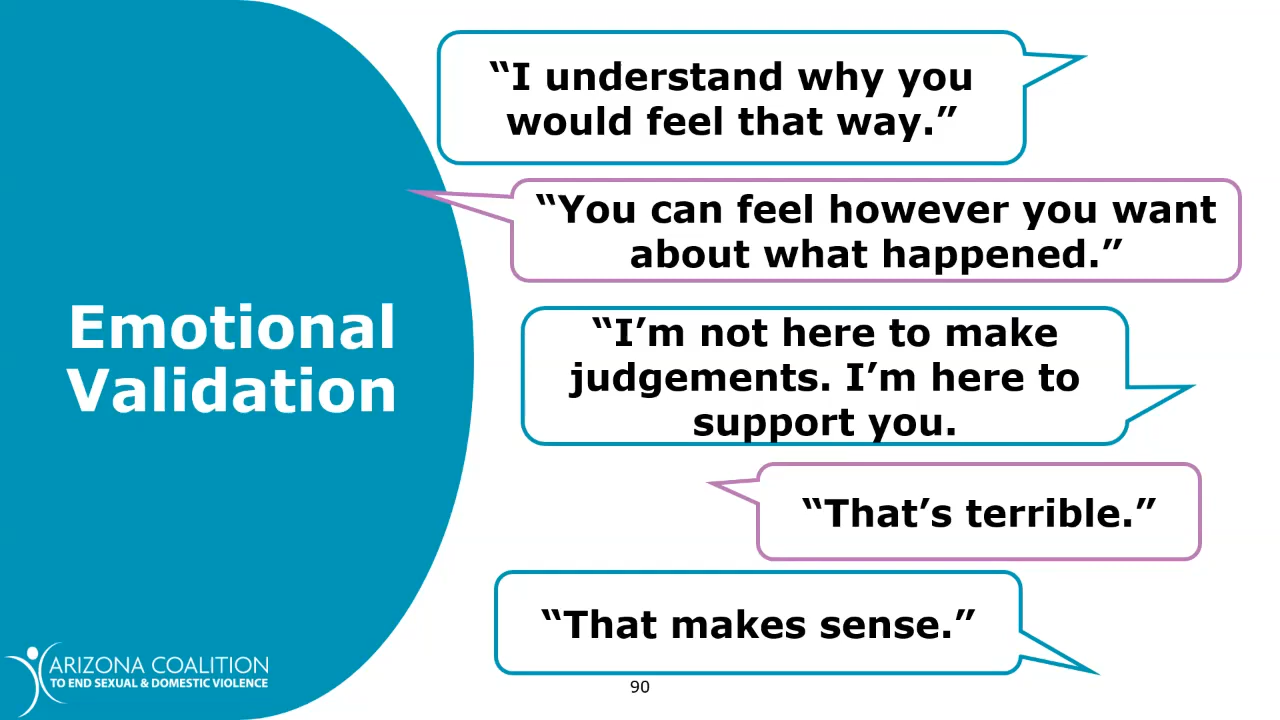 “I understand why you
would feel that way.”
“You can feel however you want
about what happened.”
Emotional
Validation
“I’m not here to make
judgements. I’m here to
support you.
“That’s terrible.”
“That makes sense.”
ARIZONA COALITION
TO END SEXUAL & DOMESTIC VIOLENCE
90